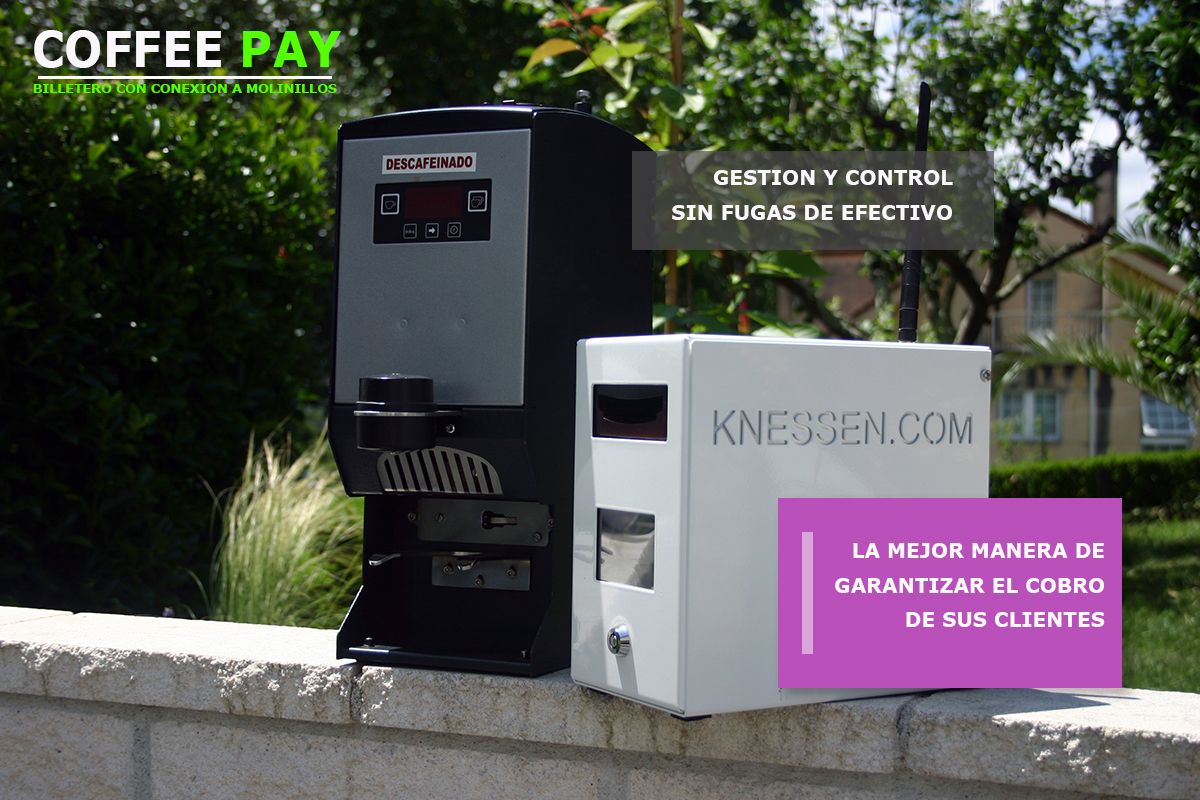 COFFEE PAY
BILLETERO CON CONEXIÓN A MOLINILLOS
DESCAFEINADO
GESTION Y CONTROL
SIN FUGAS DE EFECTIVO
KNESSEN.COM
LA MEJOR MANERA DE
GARANTIZAR EL COBRO
DE SUS CLIENTES